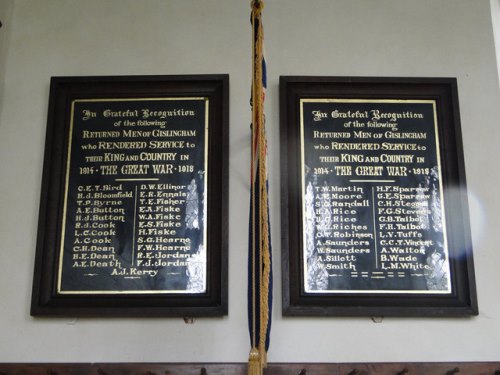 In Grateful Recognition
of the following
RETURNED MEN OF GISLINGHAM
WHO RENDERED SERVICE TO
THEIR KING AND COUNTRY IN
1914 · THE GREAT WAR · 1918
C.E.T. Bird
H.J. Bloomfield
T.P. Byrne
A.E. Button
H.J. Button
R.J. Cook
L.C. Cook
A. Cook
C.H. Dean
H.E. Dean
A.E. Death
D.W. Ellinor
E.R. Ennals
T.E. Fisher
A.E. Fiske
W.A. Fiske
E.S. Fiske
H. Fiske
S.G. Hearne
F.W. Hearne
R.E. Jordan
F.J. Jordan
A.J. Kerry
In Grateful Recognition
of the following
RETURNED MEN OF GISLINGHAM
WHO RENDERED SERVICE TO
THEIR KING AND COUNTRY IN
1914 · THE GREAT WAR · 1918
T.W. Martin
A.E. Moore
S.G. Randall
H.A. Rice
H.C. Rice
W.G. Riches
O.W. Robinson
A. Saunders
W. Saunders
A. Sillett
W. Smith
H.F. Sparrow
G.E. Sparrow
C.H. Steggall
F.G. Stevens
G.B. Talbot
F.H. Talbot
L.V. Tuffs
C.C.T. Vincent
A. Walton
B. Wade
L.M. White